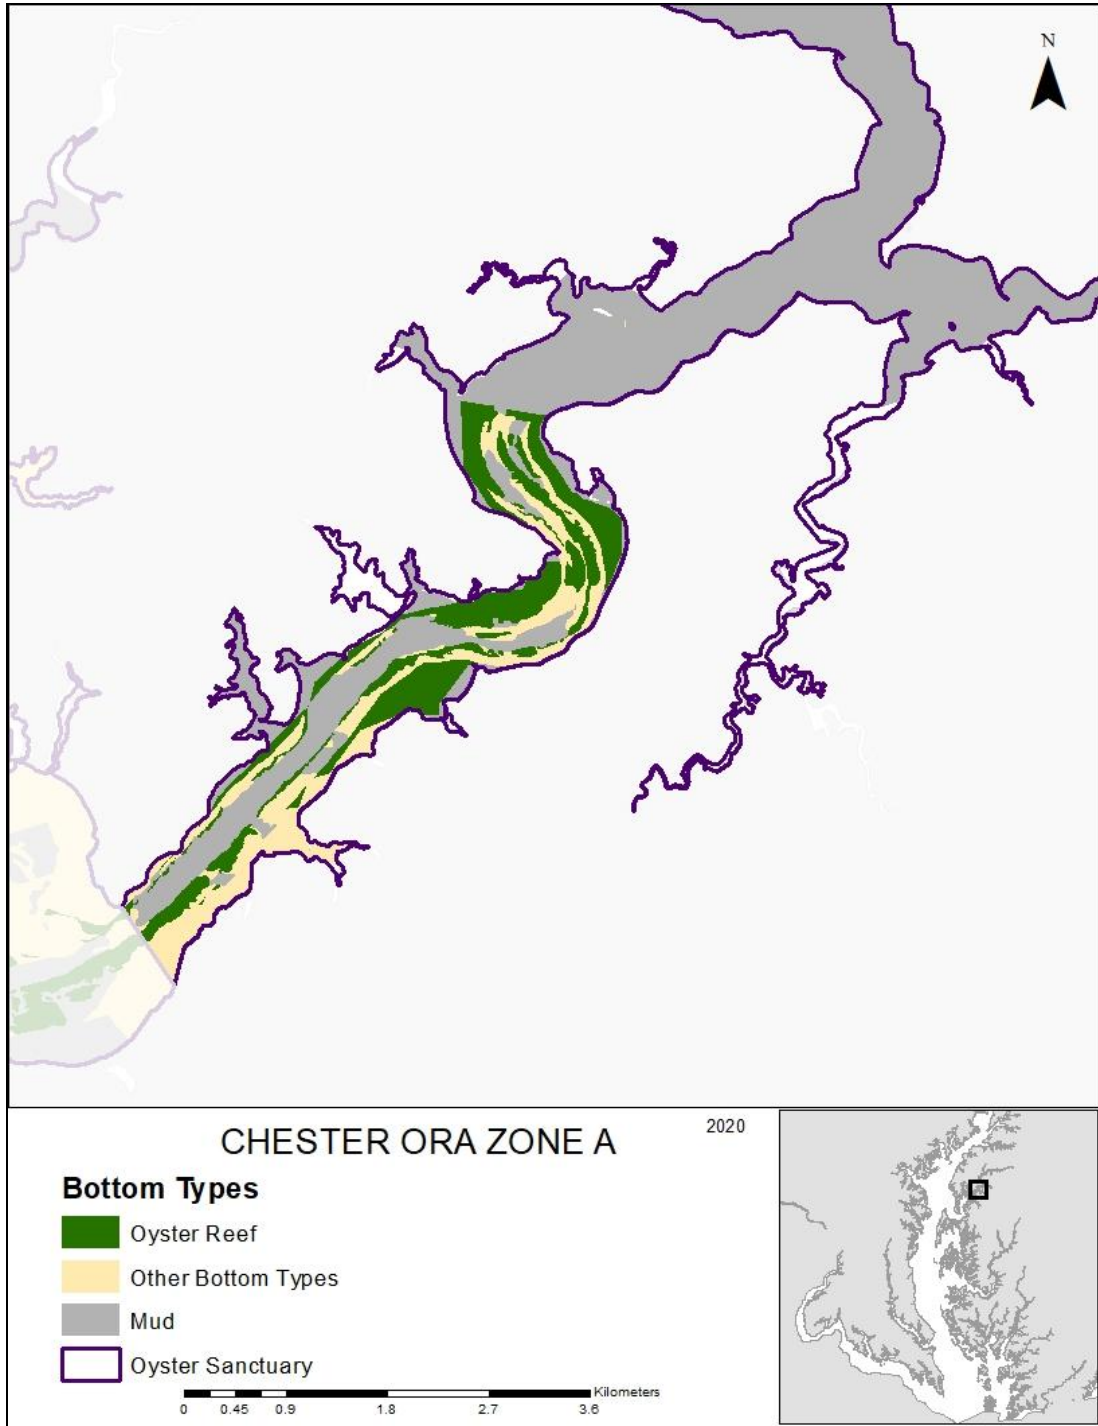 N
CHESTER ORA ZONE A
2020
Bottom Types
Oyster Reef
Other Bottom Types
Mud
Oyster Sanctuary
Kilometers
0 0.45 0.9 1.8 2.7 3.6